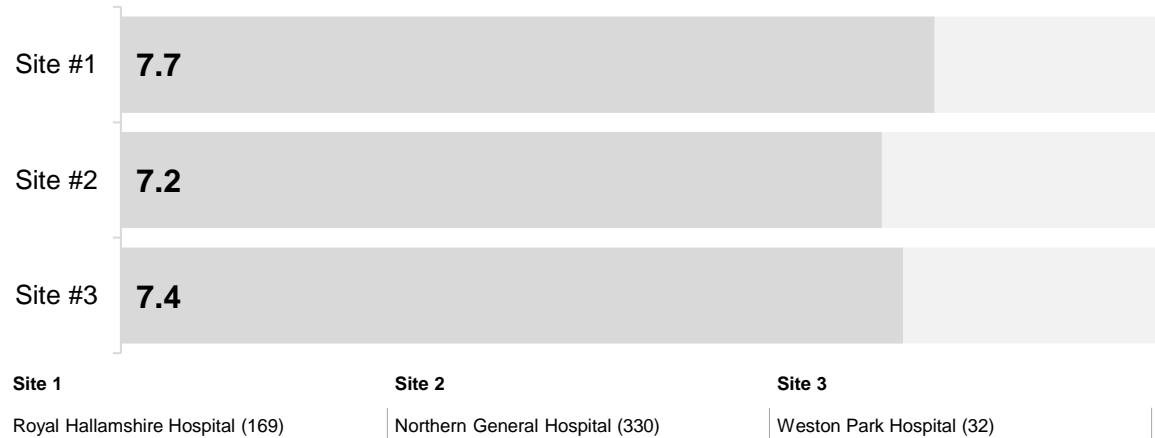 Site #1 7.7
Site #2 7.2
Site #3 7.4
Site 1 Site 2 Site 3
Royal Hallamshire Hospital (169) Northern General Hospital (330) Weston Park Hospital (32)